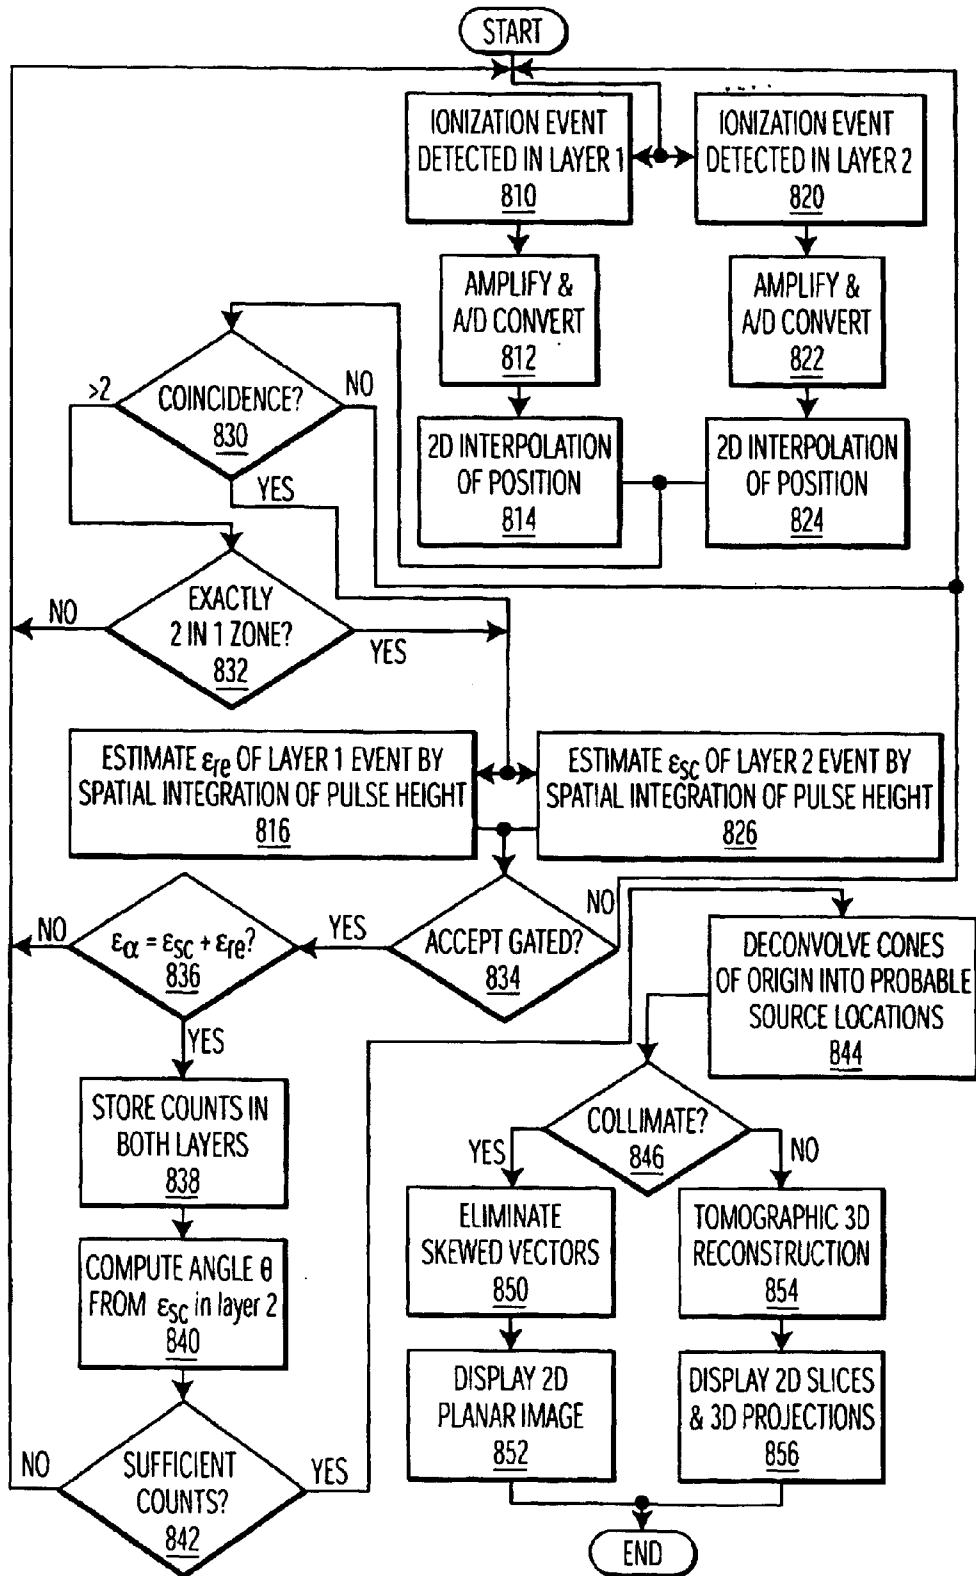 START
IONIZATION EVENT
DETECTED IN LAYER 1
810
IONIZATION EVENT
DETECTED IN LAYER 2
820
AMPLIFY &
A/D CONVERT
812
AMPLIFY &
A/D CONVERT
822
>2
COINCIDENCE?
830
NO
YES
2D INTERPOLATION
OF POSITION
814
2D INTERPOLATION
OF POSITION
824
NO
EXACTLY
2 IN 1 ZONE?
832
YES
ESTIMATE εre OF LAYER 1 EVENT BY
SPATIAL INTEGRATION OF PULSE HEIGHT
816
ESTIMATE εsc OF LAYER 2 EVENT BY
SPATIAL INTEGRATION OF PULSE HEIGHT
826
NO
εα = εsc + εre?
836
YES
YES
ACCEPT GATED?
834
NO
DECONVOLVE CONES
OF ORIGIN INTO PROBABLE
SOURCE LOCATIONS
844
STORE COUNTS IN
BOTH LAYERS
838
COLLIMATE?
846
YES
NO
ELIMINATE
SKEWED VECTORS
850
TOMOGRAPHIC 3D
RECONSTRUCTION
854
COMPUTE ANGLE θ
FROM εsc in layer 2
840
DISPLAY 2D
PLANAR IMAGE
852
DISPLAY 2D SLICES
& 3D PROJECTIONS
856
NO
SUFFICIENT
COUNTS?
842
YES
END